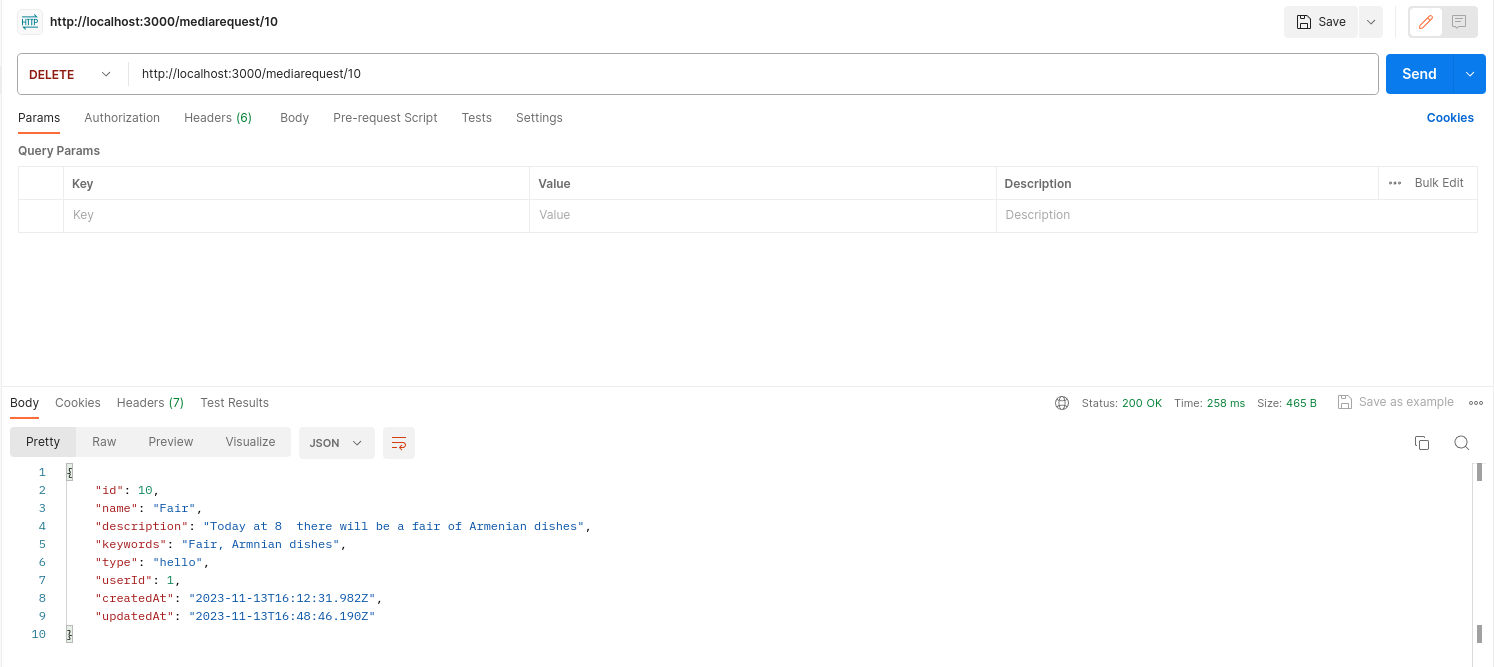 HTTP http://localhost:3000/mediarequest/10 Save
DELETE http://localhost:3000/mediarequest/10 Send
Params Authorization Headers (6) Body Pre-request Script Tests Settings Cookies
Query Params
Key Value Description ••• Bulk Edit
Key Value Description
Body Cookies Headers (7) Test Results Status: 200 OK Time: 258 ms Size: 465 B Save as example
Pretty Raw Preview Visualize JSON
1 {
2 "id": 10,
3 "name": "Fair",
4 "description": "Today at 8  there will be a fair of Armenian dishes",
5 "keywords": "Fair, Armnian dishes",
6 "type": "hello",
7 "userId": 1,
8 "createdAt": "2023-11-13T16:12:31.982Z",
9 "updatedAt": "2023-11-13T16:48:46.190Z"
10 }